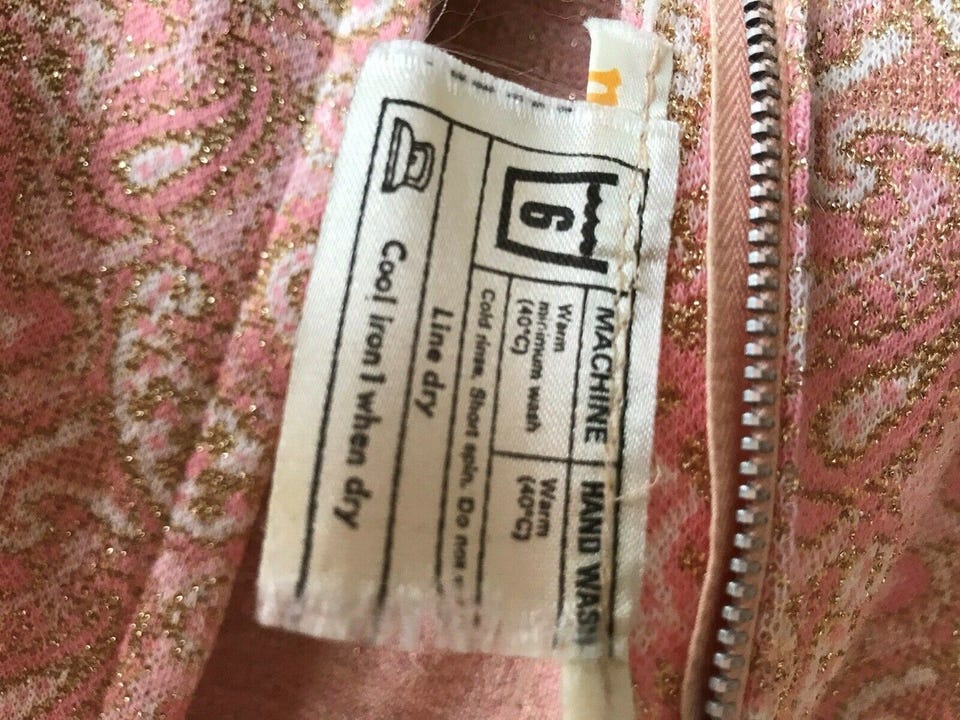 6
MACHINE
HAND WASH
Warm
minimum wash
(40°C)
Warm
(40°C)
Cold rinse. Short spin. Do not
Line dry
Cool iron when dry